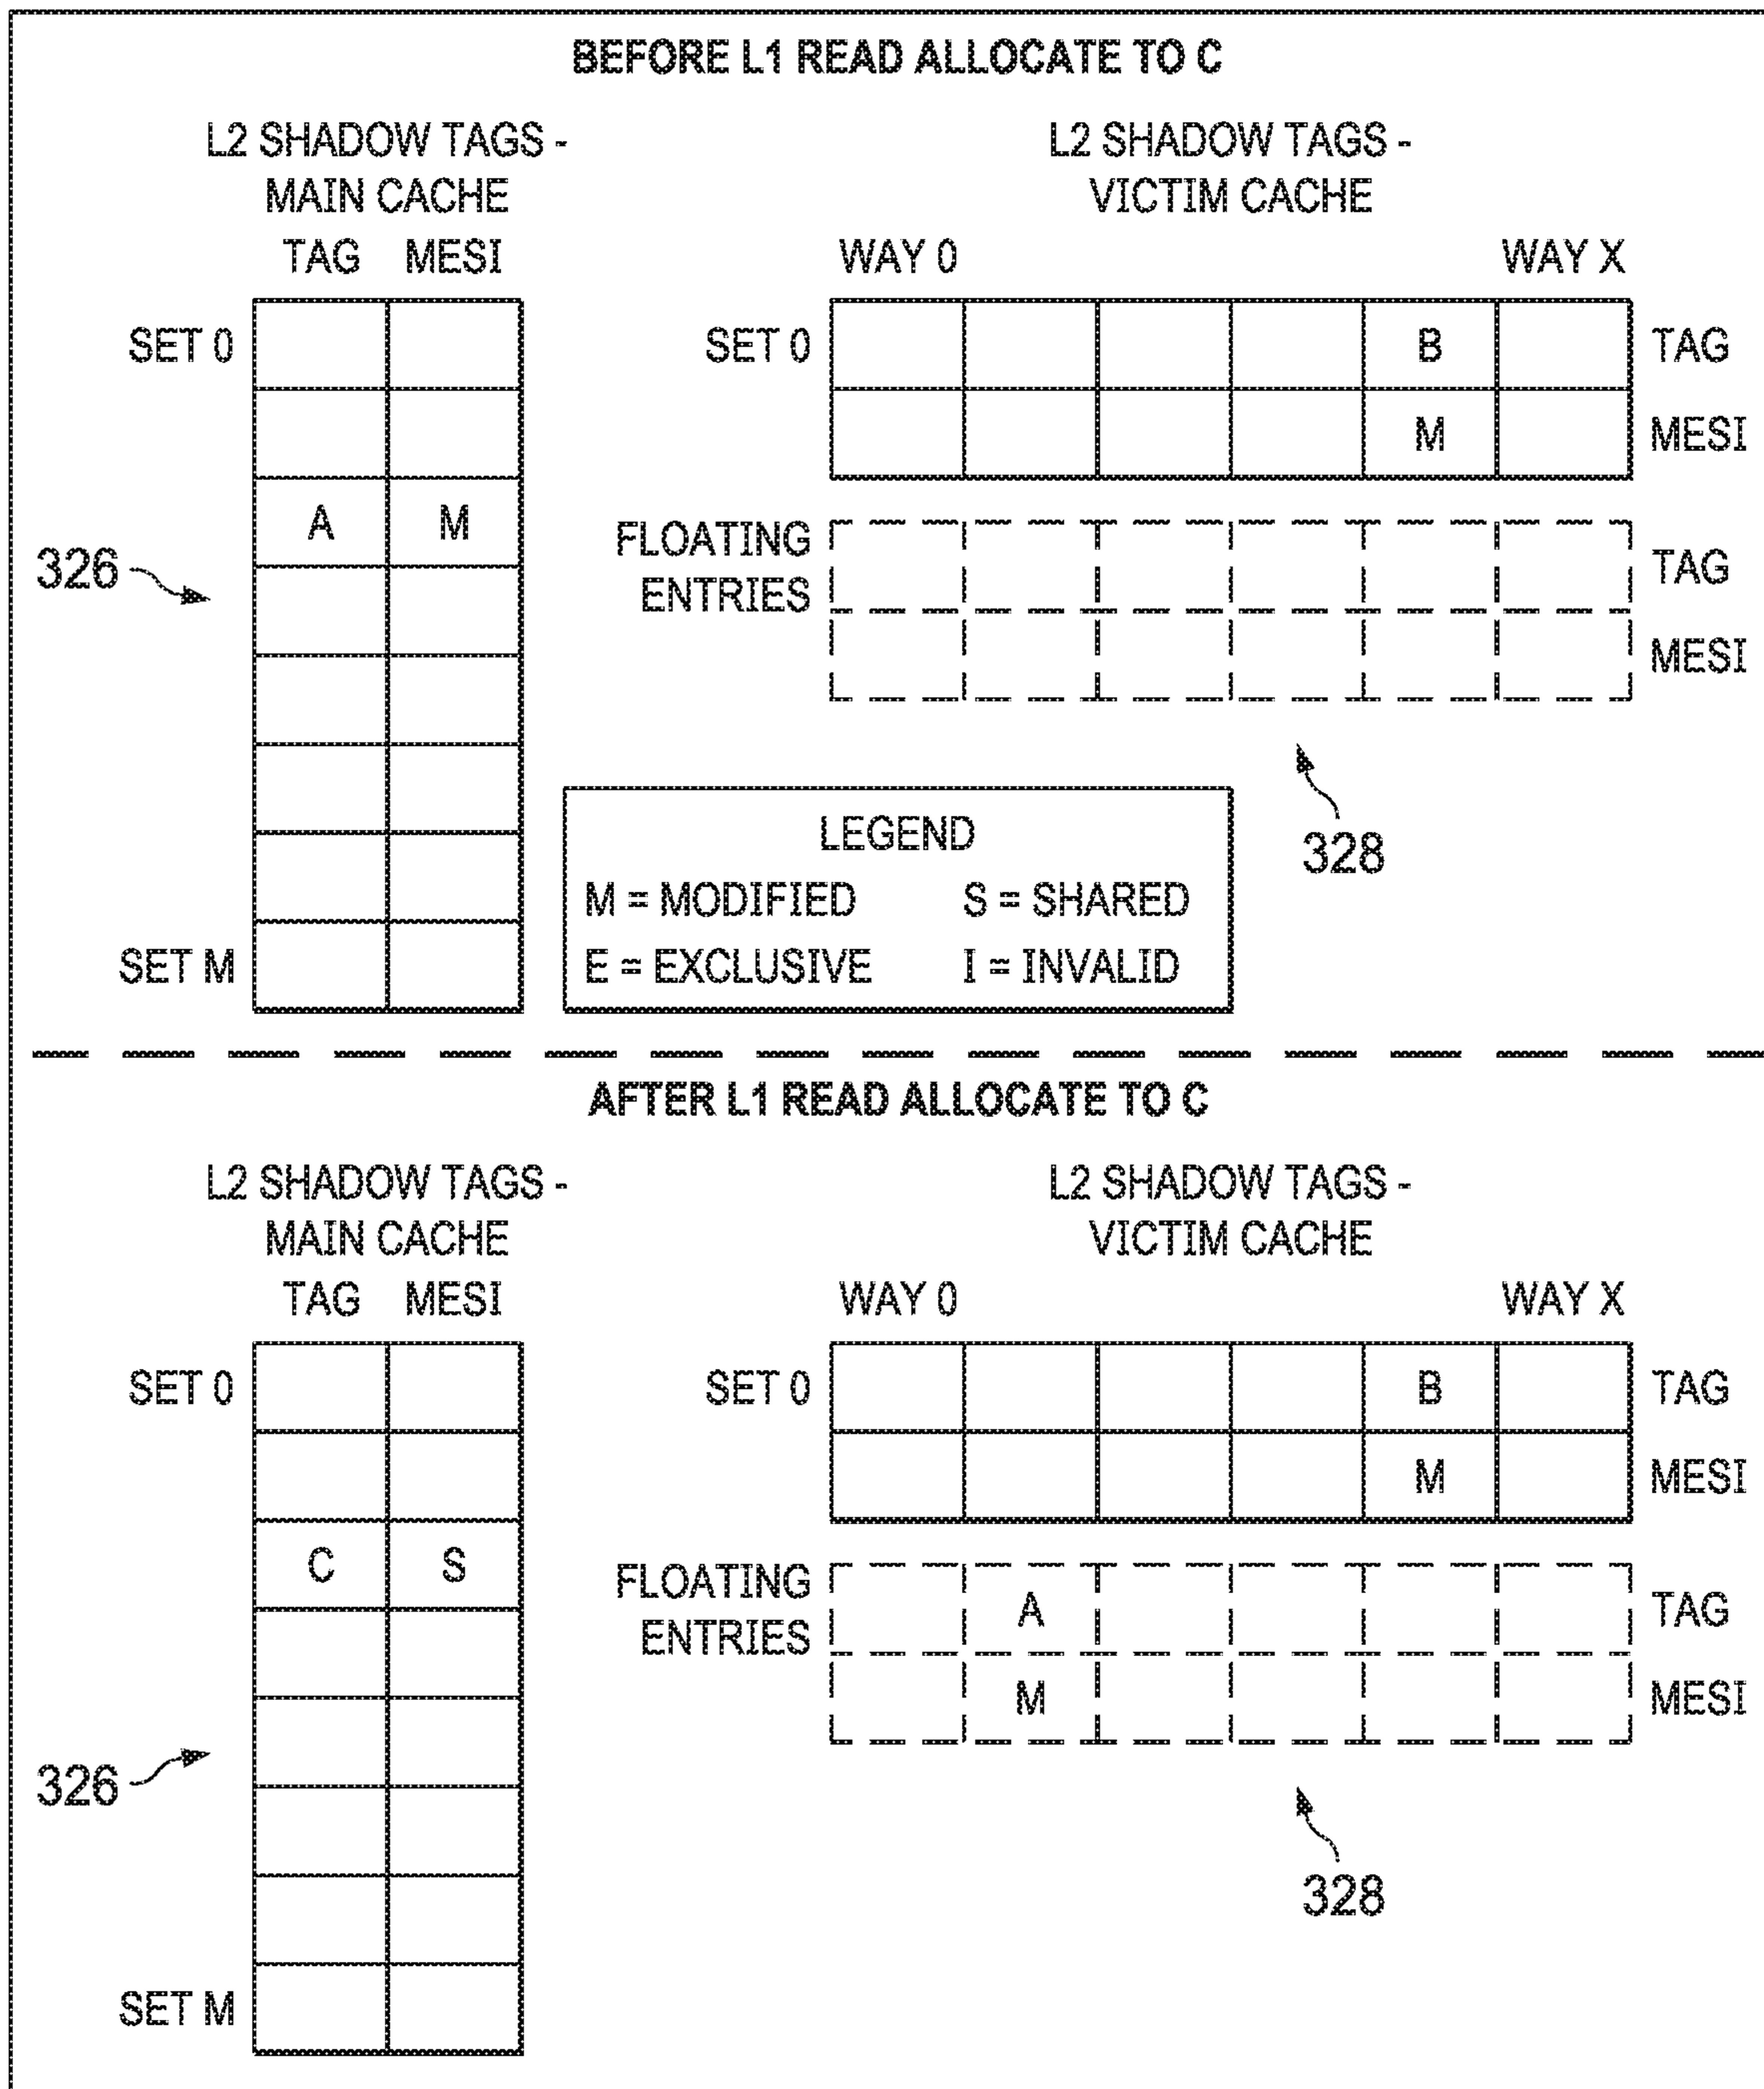 BEFORE L1 READ ALLOCATE TO C
L2 SHADOW TAGS -
MAIN CACHE
L2 SHADOW TAGS -
VICTIM CACHE
TAG MESI
WAY 0 WAY X
SET 0
SET 0 B TAG
M MESI
A M
FLOATING
ENTRIES
TAG
MESI
326
328
LEGEND
M = MODIFIED S = SHARED
E = EXCLUSIVE I = INVALID
SET M
AFTER L1 READ ALLOCATE TO C
L2 SHADOW TAGS -
MAIN CACHE
L2 SHADOW TAGS -
VICTIM CACHE
TAG MESI
WAY 0 WAY X
SET 0
SET 0 B TAG
M MESI
C S
FLOATING
ENTRIES
A TAG
M MESI
326
328
SET M